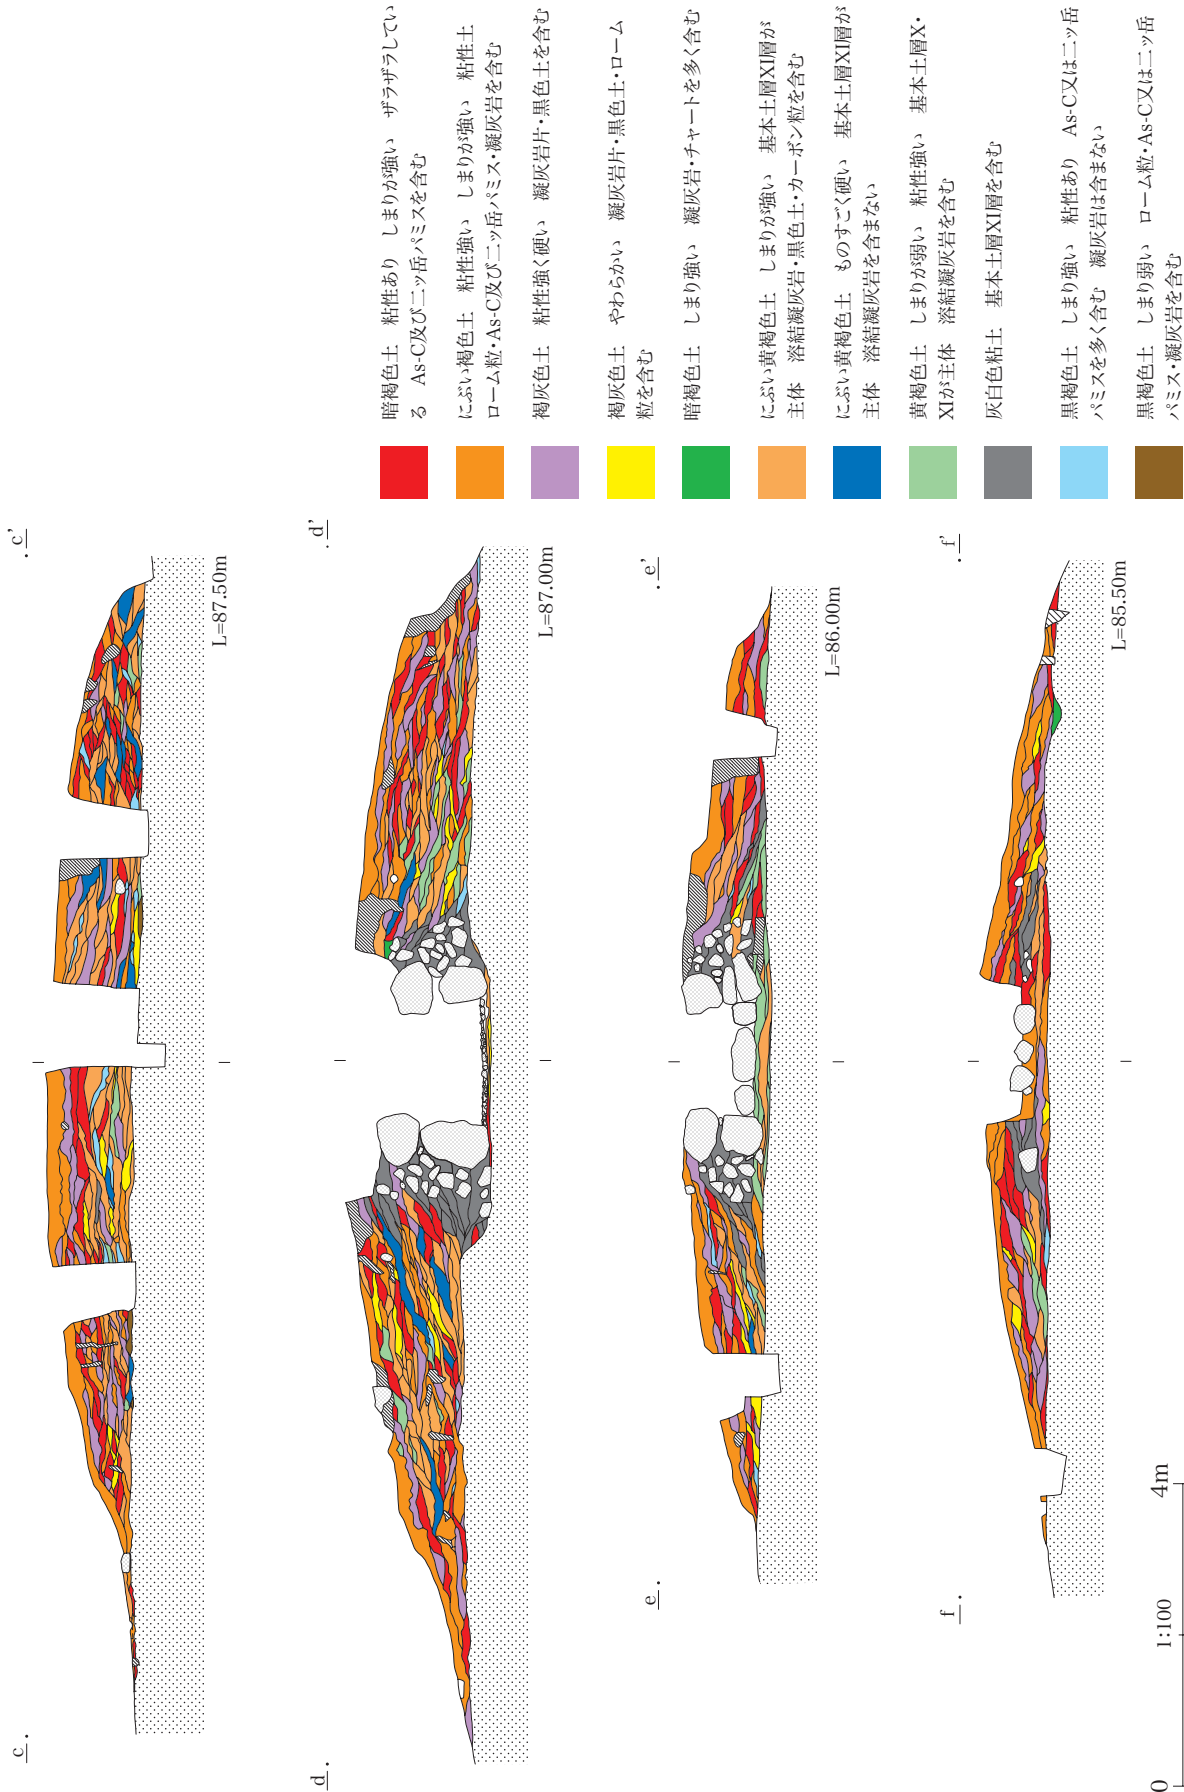 c
c'
L=87.50m
d
d'
L=87.00m
e
e'
L=86.00m
f
f'
L=85.50m
0
1:100
4m
暗褐色土　粘性あり　しまりが強い　ザラザラしてい
る　As-C及び二ッ岳パミスを含む
にぶい褐色土　粘性強い　しまりが強い　粘性土
ローム粒・As-C及び二ッ岳パミス・凝灰岩を含む
褐灰色土　粘性強く硬い　凝灰岩片・黒色土を含む
褐灰色土　やわらかい　凝灰岩片・黒色土・ローム
粒を含む
暗褐色土　しまり強い　凝灰岩・チャートを多く含む
にぶい黄褐色土　しまりが強い　基本土層XI層が
主体　溶結凝灰岩・黒色土・カーボン粒を含む
にぶい黄褐色土　ものすごく硬い　基本土層XI層が
主体　溶結凝灰岩を含まない
黄褐色土　しまりが弱い　粘性強い　基本土層X・
XIが主体　溶結凝灰岩を含む
灰白色粘土　基本土層XI層を含む
黒褐色土　しまり強い　粘性あり　As-C又は二ッ岳
パミスを多く含む　凝灰岩は含まない
黒褐色土　しまり弱い　ローム粒・As-C又は二ッ岳
パミス・凝灰岩を含む